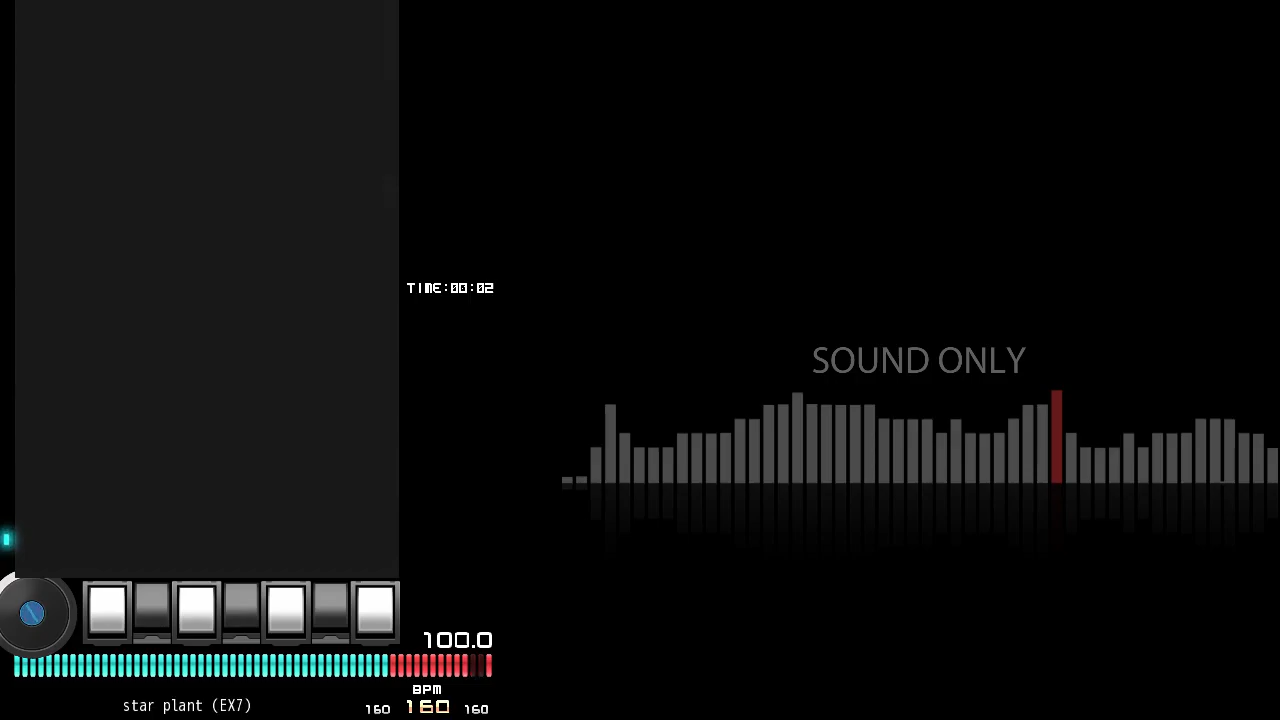 TIME:00:02
SOUND ONLY
100.0
BPM
160 160 160
star plant (EX7)